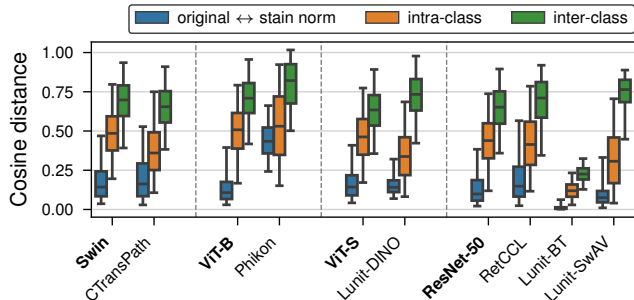 original ↔ stain norm intra-class inter-class
Cosine distance
1.00
0.75
0.50
0.25
0.00
Swin
CTransPath
ViT-B
Phikon
ViT-S
Lunit-DINO
ResNet-50
RetCCL
Lunit-BT
Lunit-SwAV